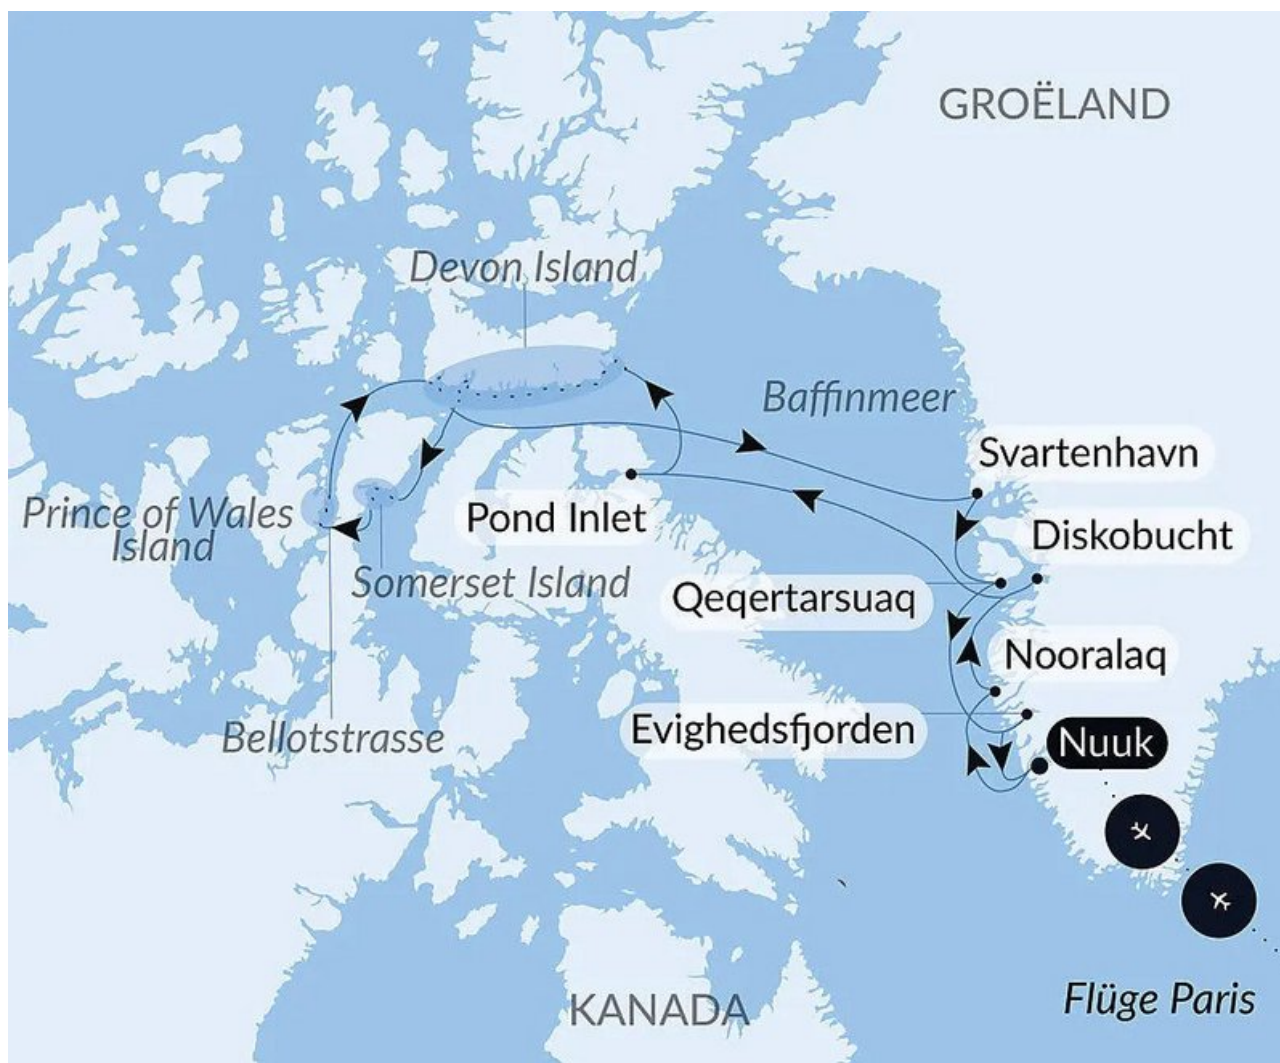 GROËLAND
Devon Island
Baffinmeer
Svartenhavn
Prince of Wales
Island
Pond Inlet
Diskobucht
Somerset Island
Qeqertarsuaq
Nooralaq
Bellotstrasse
Evighedsfjorden
Nuuk
Flüge Paris
KANADA